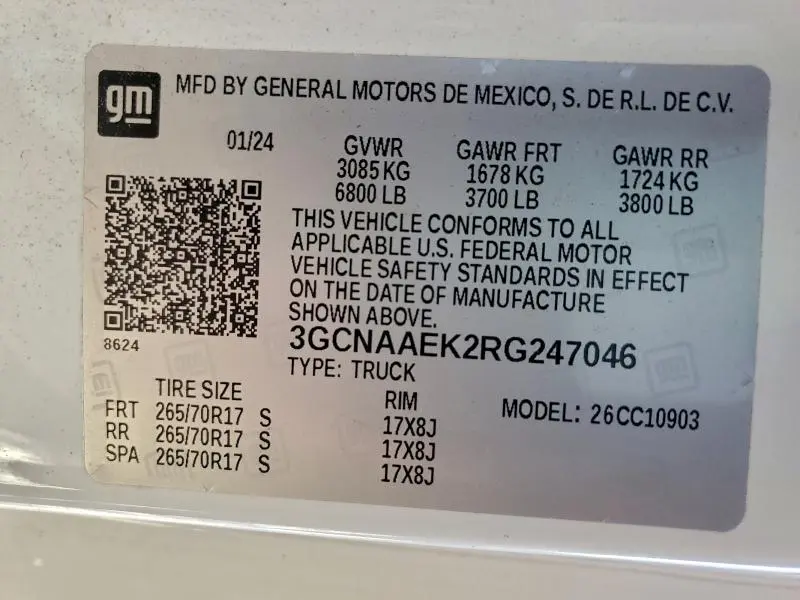 gm
MFD BY GENERAL MOTORS DE MEXICO, S. DE R.L. DE C.V.
01/24 GVWR GAWR FRT GAWR RR
3085 KG 1678 KG 1724 KG
6800 LB 3700 LB 3800 LB
THIS VEHICLE CONFORMS TO ALL
APPLICABLE U.S. FEDERAL MOTOR
VEHICLE SAFETY STANDARDS IN EFFECT
ON THE DATE OF MANUFACTURE
SHOWN ABOVE.
8624
3GCNAAEK2RG247046
TYPE: TRUCK
TIRE SIZE RIM MODEL: 26CC10903
FRT 265/70R17 S 17X8J
RR 265/70R17 S 17X8J
SPA 265/70R17 S 17X8J